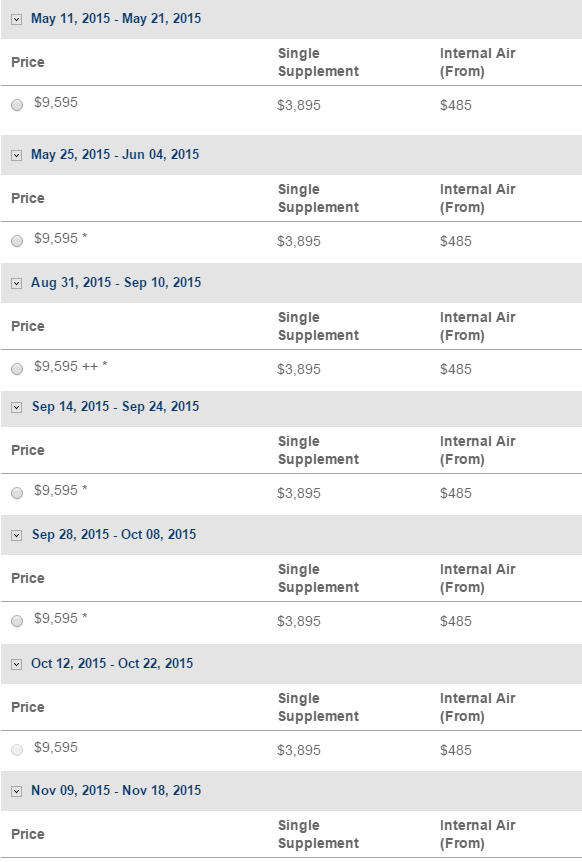 May 11, 2015 - May 21, 2015
Price Single Supplement Internal Air (From)
$9,595 $3,895 $485
May 25, 2015 - Jun 04, 2015
Price Single Supplement Internal Air (From)
$9,595 * $3,895 $485
Aug 31, 2015 - Sep 10, 2015
Price Single Supplement Internal Air (From)
$9,595 ++ * $3,895 $485
Sep 14, 2015 - Sep 24, 2015
Price Single Supplement Internal Air (From)
$9,595 * $3,895 $485
Sep 28, 2015 - Oct 08, 2015
Price Single Supplement Internal Air (From)
$9,595 * $3,895 $485
Oct 12, 2015 - Oct 22, 2015
Price Single Supplement Internal Air (From)
$9,595 $3,895 $485
Nov 09, 2015 - Nov 18, 2015
Price Single Supplement Internal Air (From)